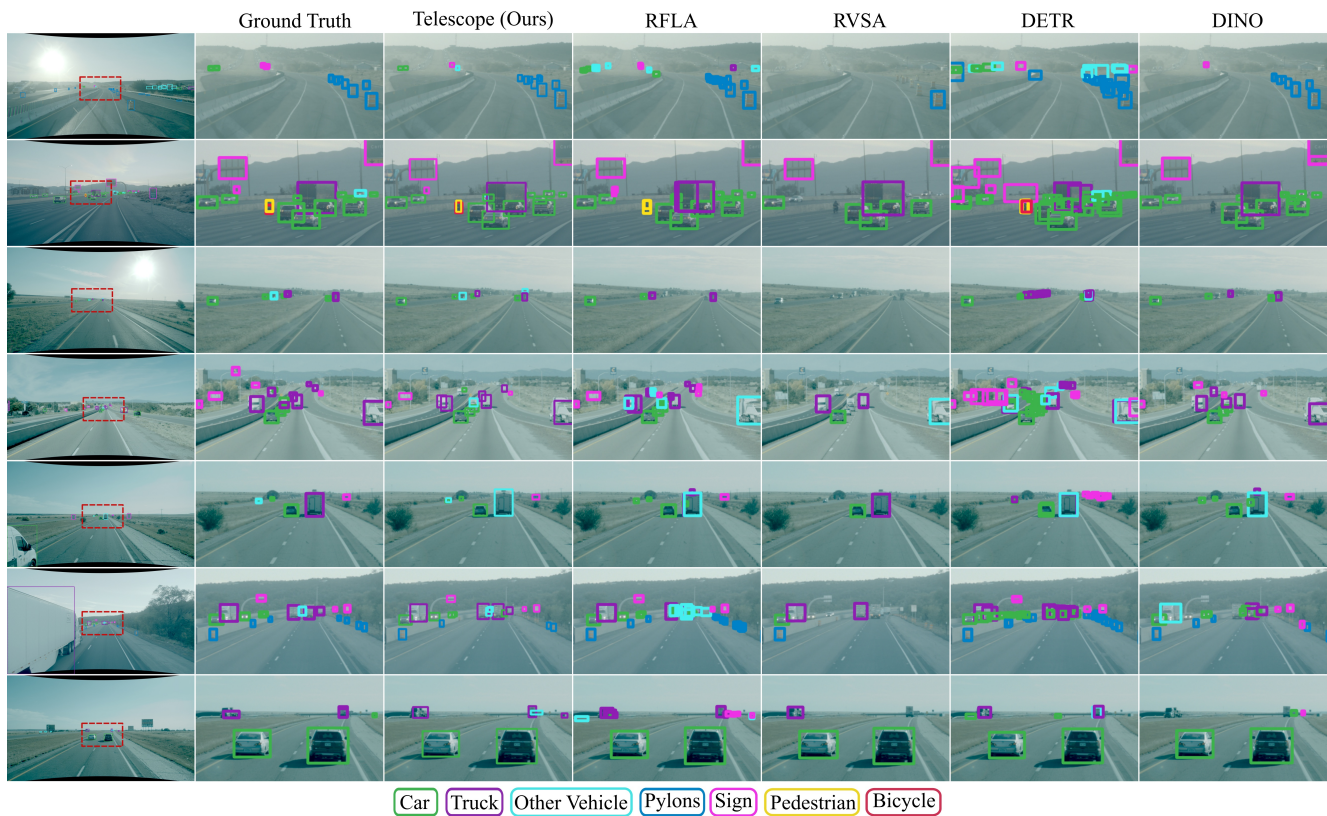 Ground Truth Telescope (Ours) RFLA RVSA DETR DINO
Car Truck Other Vehicle Pylons Sign Pedestrian Bicycle